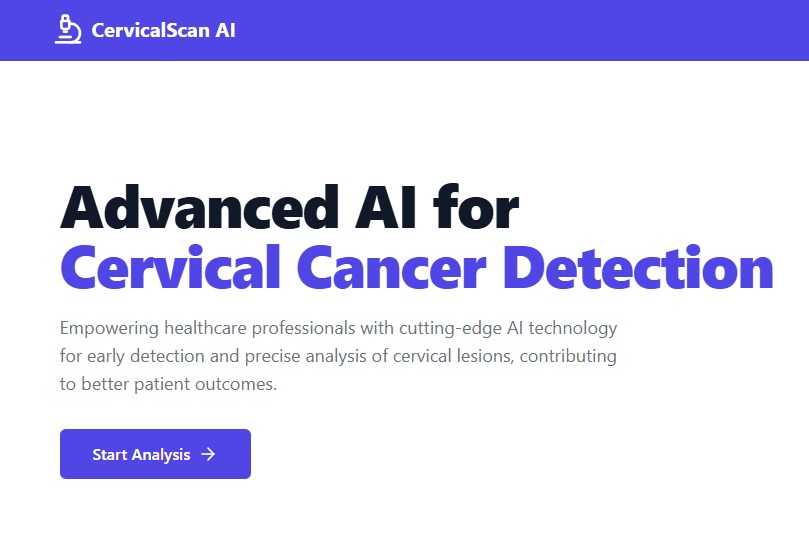 CervicalScan AI
Advanced AI for
Cervical Cancer Detection
Empowering healthcare professionals with cutting-edge AI technology
for early detection and precise analysis of cervical lesions, contributing
to better patient outcomes.
Start Analysis →